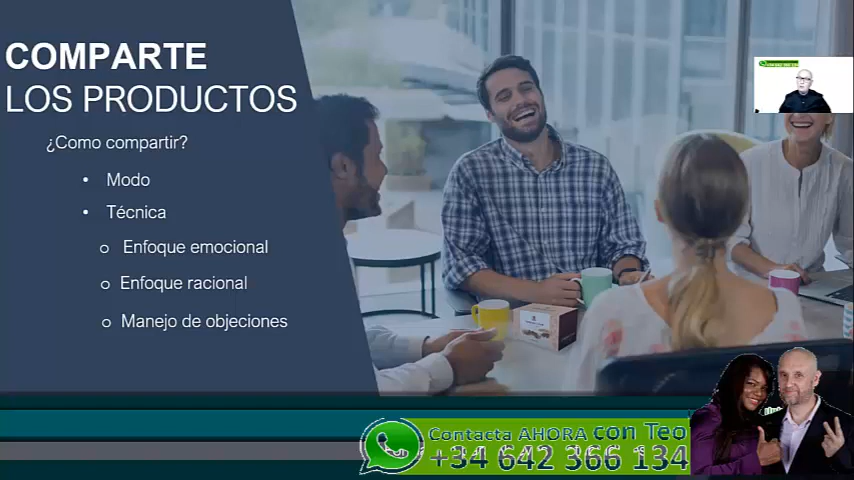 COMPARTE
LOS PRODUCTOS
¿Como compartir?
• Modo
• Técnica
o Enfoque emocional
o Enfoque racional
o Manejo de objeciones
Contacta AHORA con Teo
+34 642 366 134